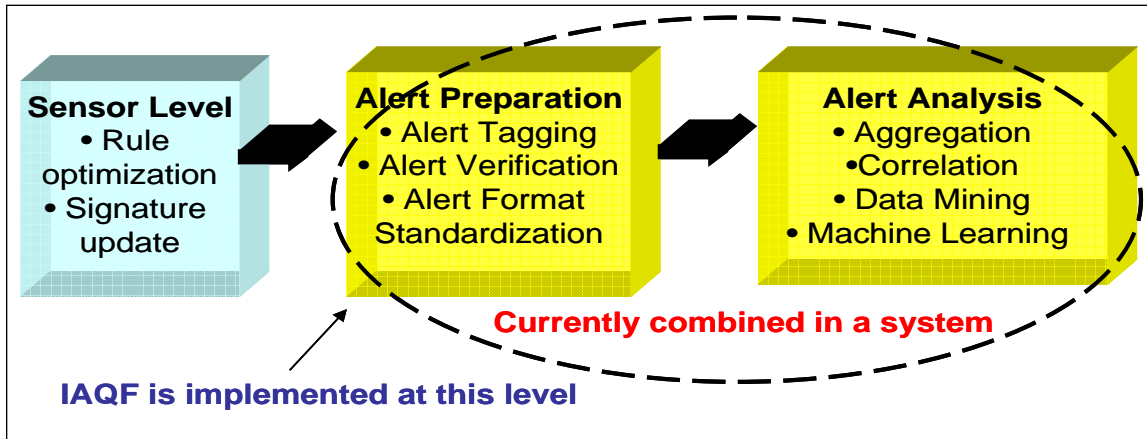 Sensor Level
• Rule
optimization
• Signature
update
Alert Preparation
• Alert Tagging
• Alert Verification
• Alert Format
Standardization
Alert Analysis
• Aggregation
•Correlation
• Data Mining
• Machine Learning
Currently combined in a system
IAQF is implemented at this level